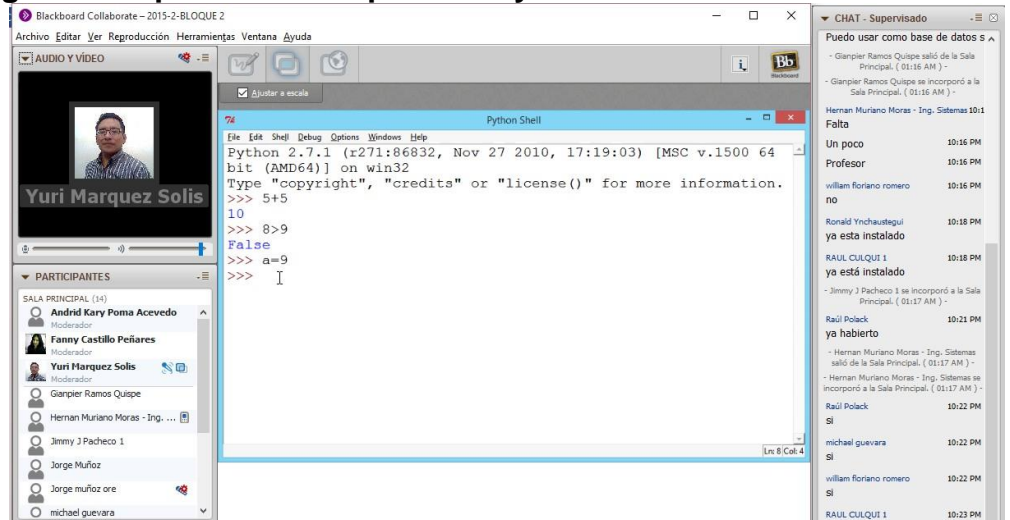 Blackboard Collaborate – 2015-2-BLOQUE 2
Archivo Editar Ver Reproducción Herramientas Ventana Ayuda
AUDIO Y VÍDEO
Yuri Marquez Solis
PARTICIPANTES
SALA PRINCIPAL (14)
Andrid Kary Poma Acevedo
Moderador
Fanny Castillo Peñares
Moderador
Yuri Marquez Solis
Moderador
Gianpier Ramos Quispe
Hernan Muriano Moras - Ing. ...
Jimmy J Pacheco 1
Jorge Muñoz
Jorge muñoz ore
michael guevara
Bb
Blackboard
Ajustar a escala
Python Shell
File Edit Shell Debug Options Windows Help
Python 2.7.1 (r271:86832, Nov 27 2010, 17:19:03) [MSC v.1500 64
bit (AMD64)] on win32
Type "copyright", "credits" or "license()" for more information.
>>> 5+5
10
>>> 8>9
False
>>> a=9
>>>
Ln: 8 Col: 4
CHAT - Supervisado
Puedo usar como base de datos s
- Gianpier Ramos Quispe salió de la Sala
Principal. ( 01:16 AM ) -
- Gianpier Ramos Quispe se incorporó a la
Sala Principal. ( 01:16 AM ) -
Hernan Muriano Moras - Ing. Sistemas 10:1
Falta
Un poco 10:16 PM
Profesor 10:16 PM
william floriano romero 10:16 PM
no
Ronald Ynchaustegui 10:18 PM
ya esta instalado
RAUL CULQUI 1 10:18 PM
ya está instalado
- Jimmy J Pacheco 1 se incorporó a la Sala
Principal. ( 01:17 AM ) -
Raúl Polack 10:21 PM
ya habierto
- Hernan Muriano Moras - Ing. Sistemas
salió de la Sala Principal. ( 01:17 AM ) -
- Hernan Muriano Moras - Ing. Sistemas se
incorporó a la Sala Principal. ( 01:17 AM ) -
Raúl Polack 10:22 PM
si
michael guevara 10:22 PM
si
william floriano romero 10:22 PM
si
RAUL CULQUI 1 10:23 PM